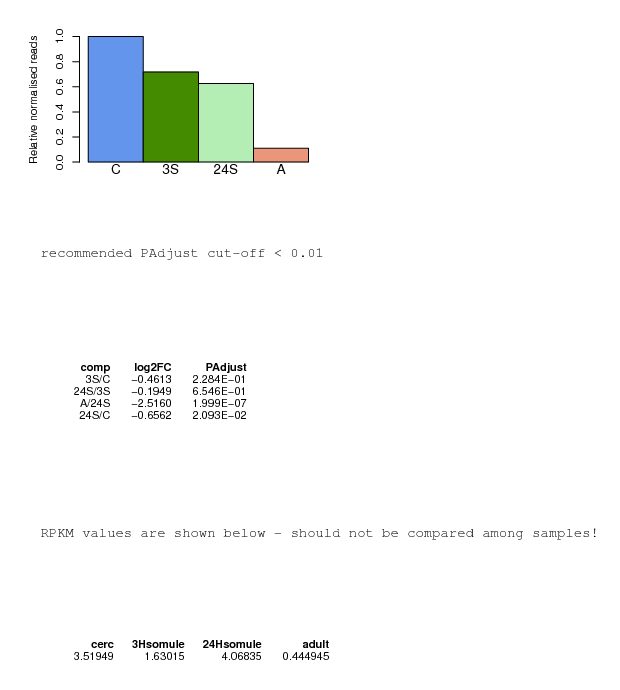 Relative normalised reads
1.0
0.8
0.6
0.4
0.2
0.0
C 3S 24S A
recommended PAdjust cut-off < 0.01
comp log2FC PAdjust
3S/C −0.4613 2.284E−01
24S/3S −0.1949 6.546E−01
A/24S −2.5160 1.999E−07
24S/C −0.6562 2.093E−02
RPKM values are shown below - should not be compared among samples!
cerc 3Hsomule 24Hsomule adult
3.51949 1.63015 4.06835 0.444945